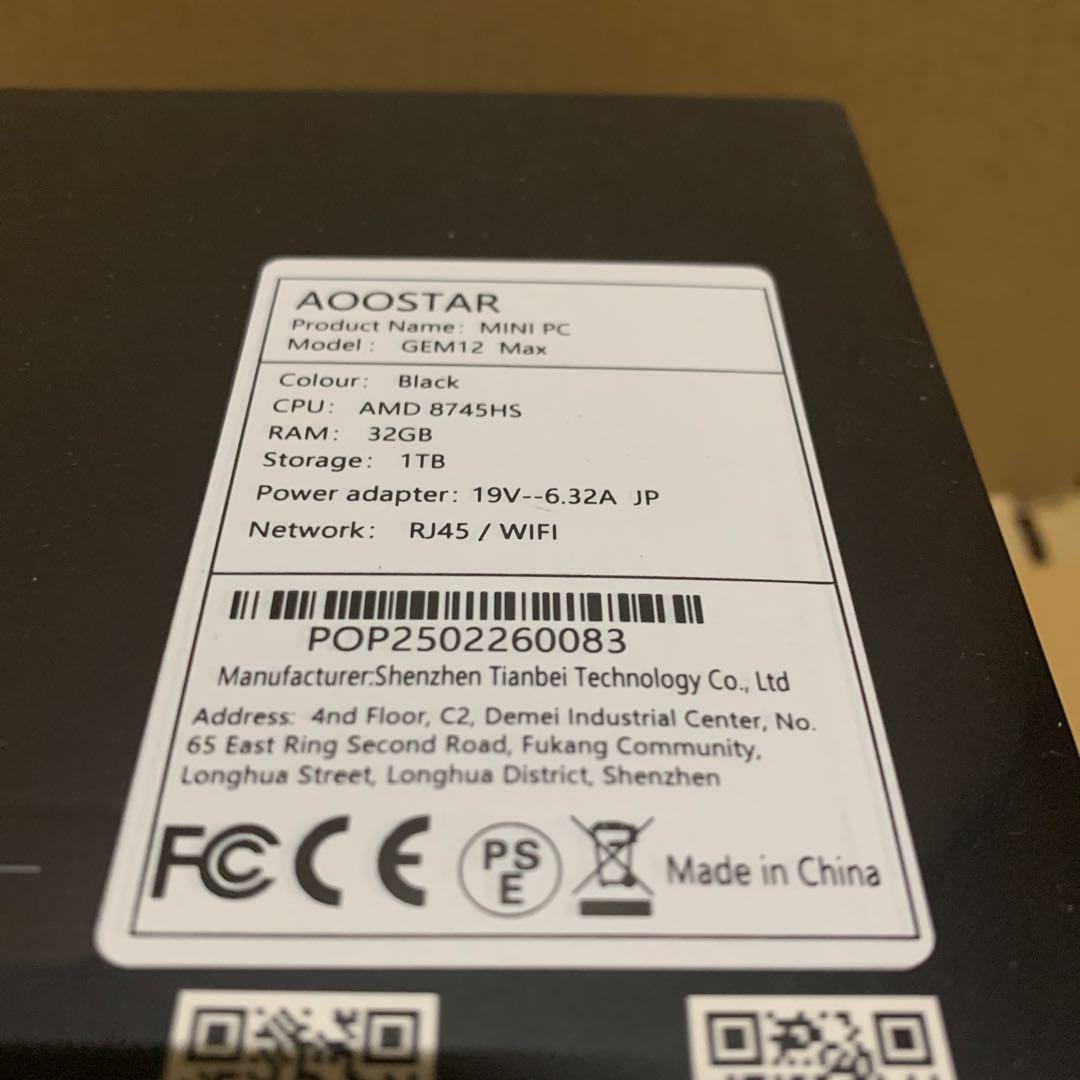 AOOSTAR
Product Name: MINI PC
Model : GEM12 Max
Colour: Black
CPU: AMD 8745HS
RAM: 32GB
Storage: 1TB
Power adapter: 19V--6.32A JP
Network: RJ45 / WIFI
POP2502260083
Manufacturer:Shenzhen Tianbei Technology Co., Ltd
Address: 4nd Floor, C2, Demei Industrial Center, No.
65 East Ring Second Road, Fukang Community,
Longhua Street, Longhua District, Shenzhen
FC CE PSE Made in China